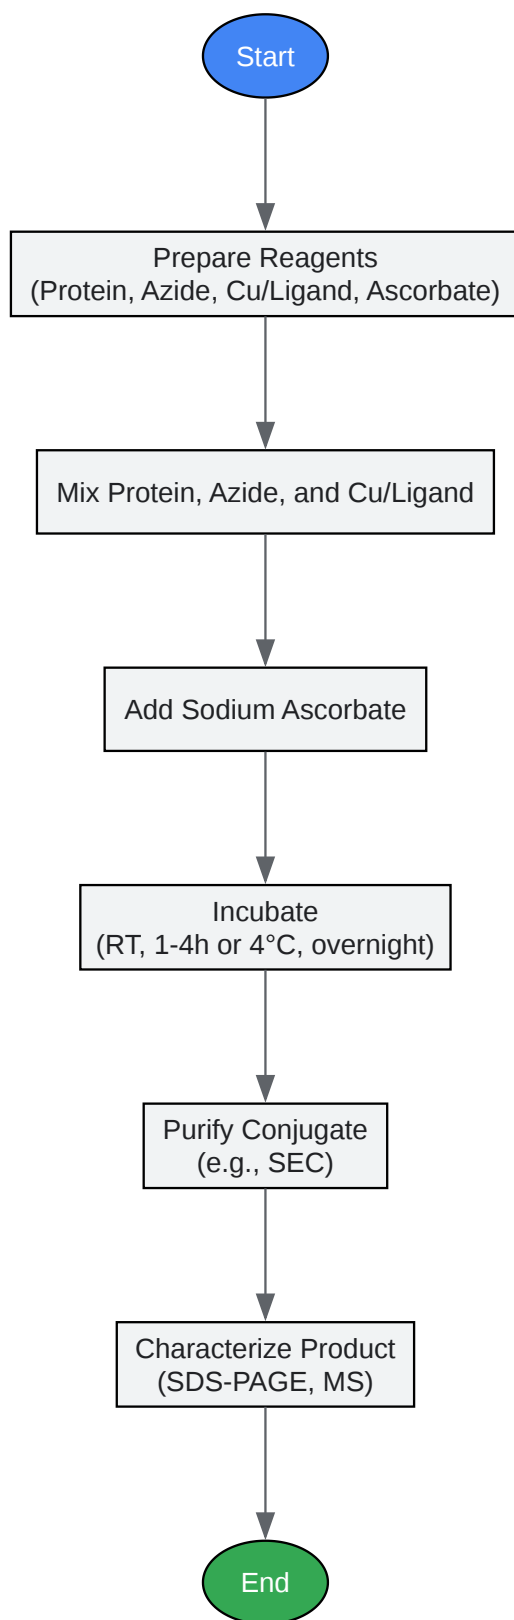 Start
Prepare Reagents
(Protein, Azide, Cu/Ligand, Ascorbate)
Mix Protein, Azide, and Cu/Ligand
Add Sodium Ascorbate
Incubate
(RT, 1-4h or 4°C, overnight)
Purify Conjugate
(e.g., SEC)
Characterize Product
(SDS-PAGE, MS)
End